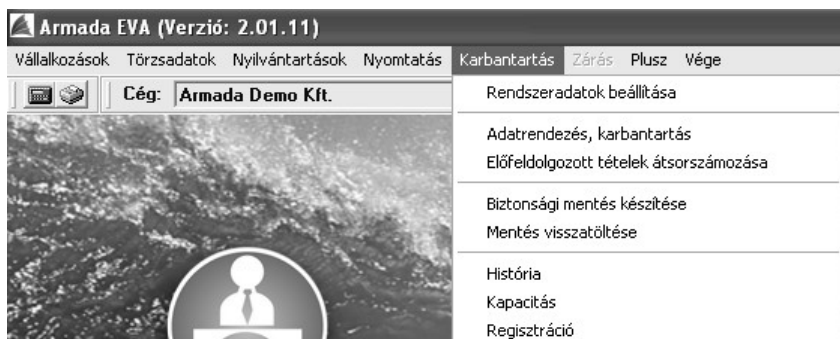 Armada EVA (Verzió: 2.01.11)
Vállalkozások Törzsadatok Nyilvántartások Nyomtatás Karbantartás Zárás Plusz Vége
Cég: Armada Demo Kft.
Rendszeradatok beállítása
Adatrendezés, karbantartás
Előfeldolgozott tételek átsorszámozása
Biztonsági mentés készítése
Mentés visszatöltése
História
Kapacitás
Regisztráció